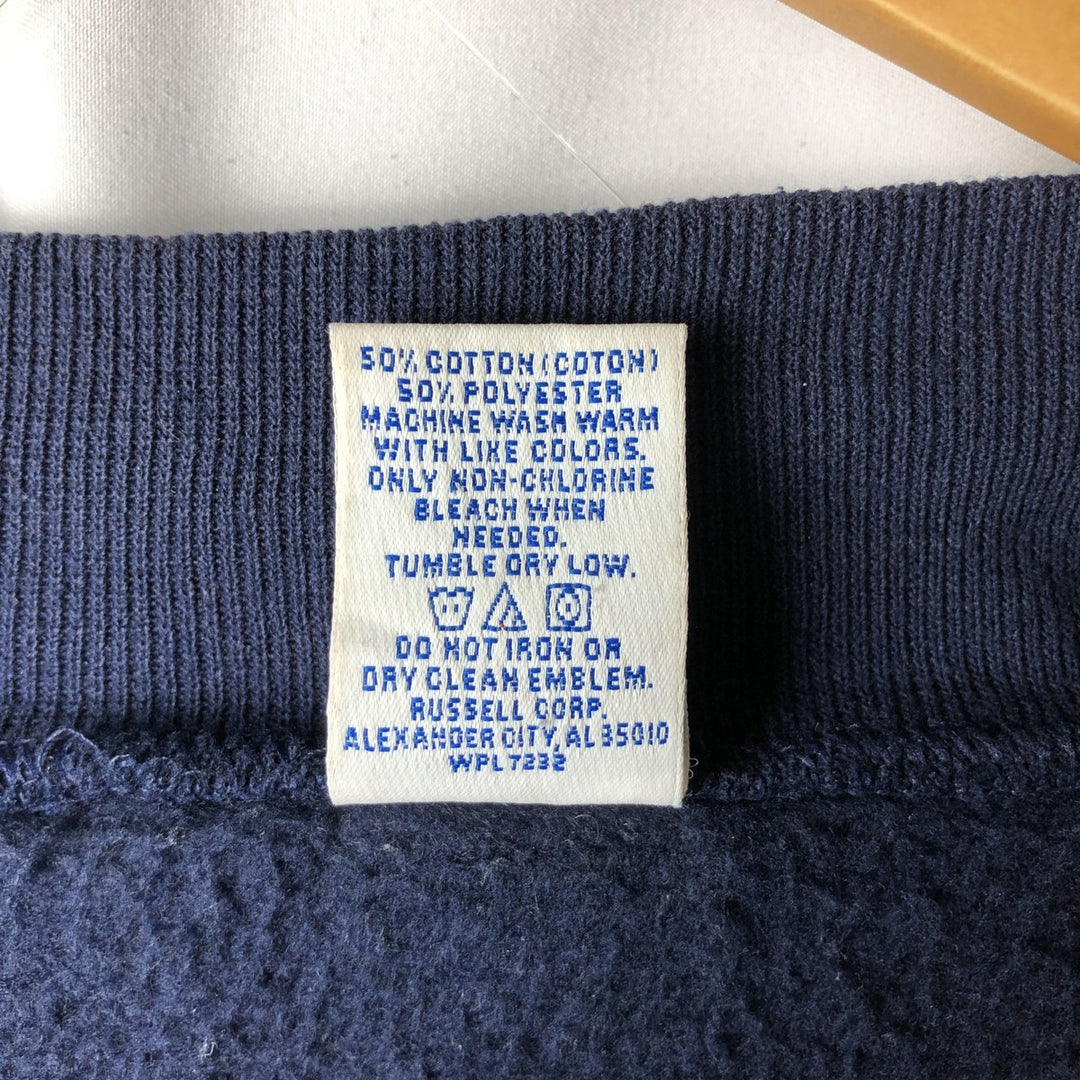 50% COTTON (COTON)
50% POLYESTER
MACHINE WASH WARM
WITH LIKE COLORS.
ONLY NON-CHLORINE
BLEACH WHEN
NEEDED.
TUMBLE DRY LOW.
DO NOT IRON OR
DRY CLEAN EMBLEM.
RUSSELL CORP.
ALEXANDER CITY, AL 35010
WPL 7232